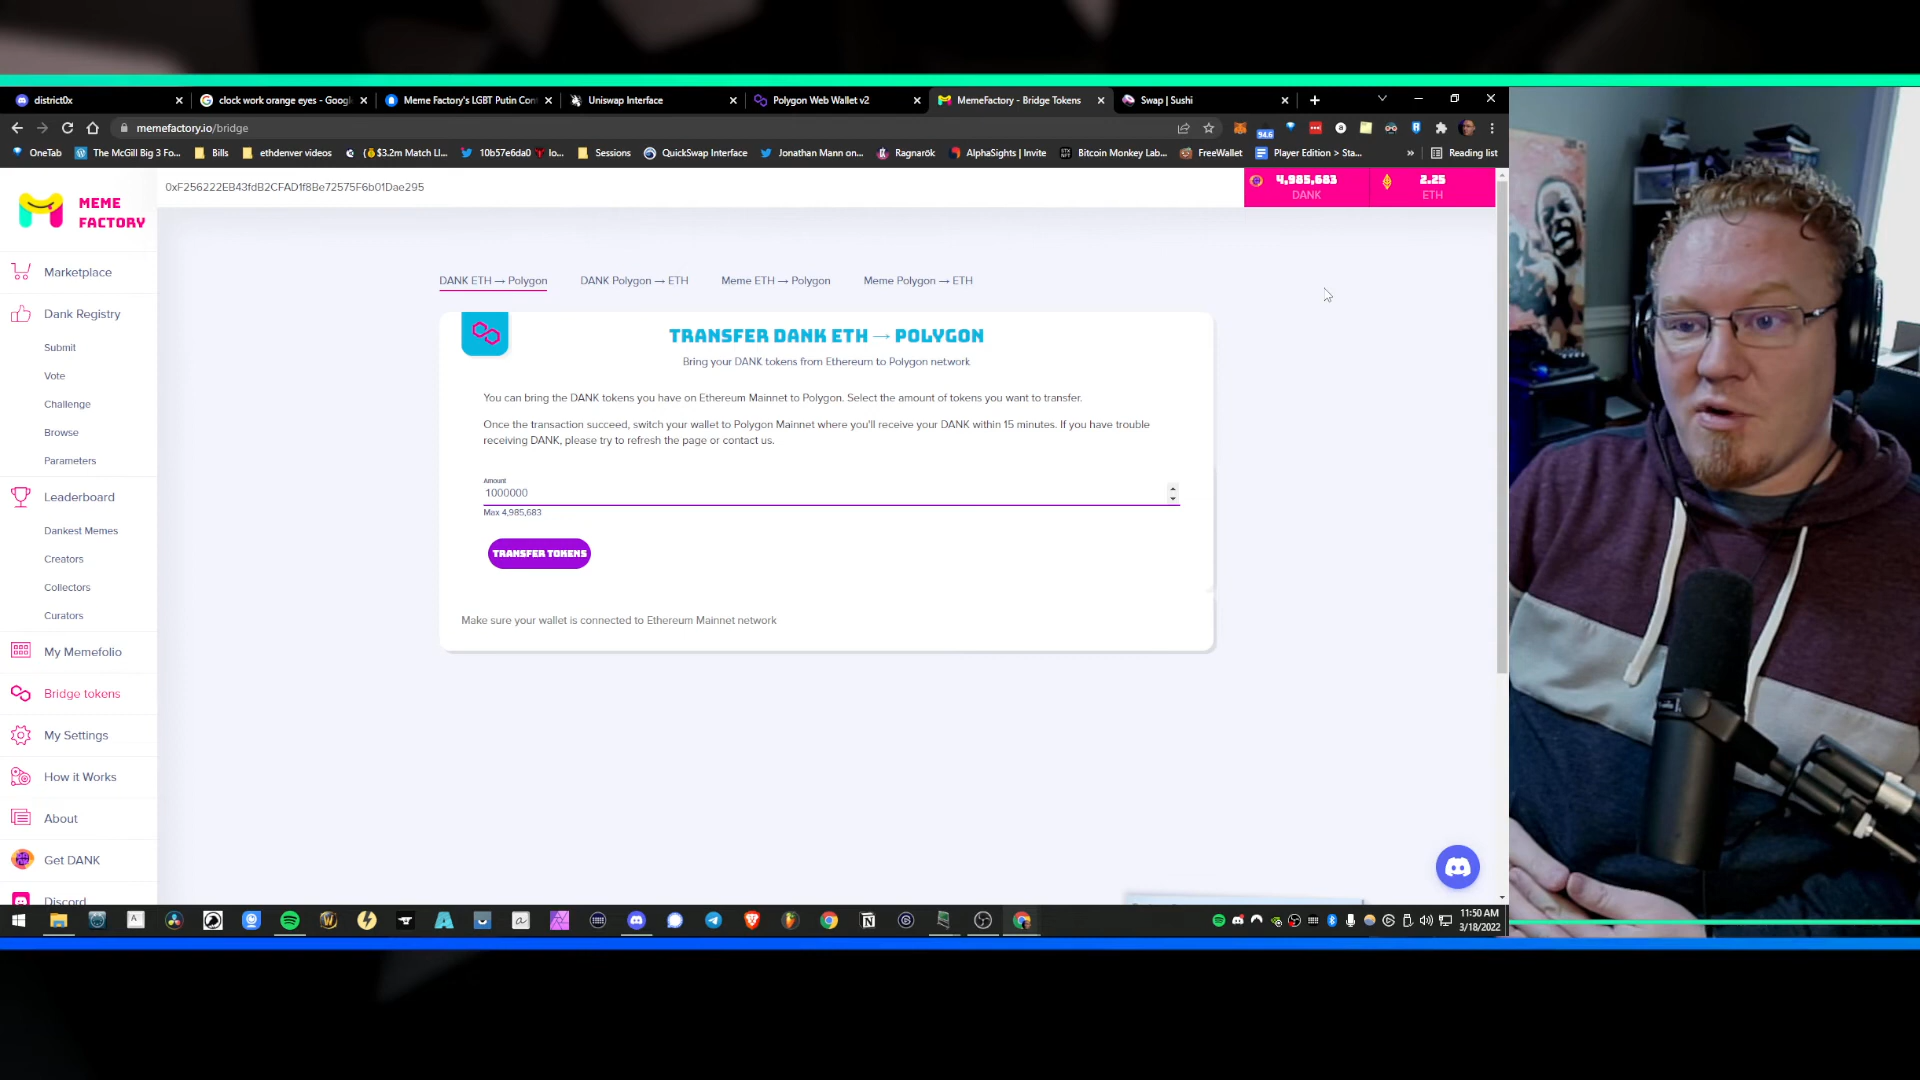 district0x
clock work orange eyes - Googl
Meme Factory's LGBT Putin Con
Uniswap Interface
Polygon Web Wallet v2
MemeFactory - Bridge Tokens
Swap | Sushi
memefactory.io/bridge
94.6
OneTab
The McGill Big 3 Fo...
Bills
ethdenver videos
($3.2m Match LI...
10b57e6da0
lo...
Sessions
QuickSwap Interface
Jonathan Mann on...
Ragnarök
AlphaSights | Invite
Bitcoin Monkey Lab...
FreeWallet
Player Edition > Sta...
»
Reading list
MEME
FACTORY
0xF256222EB43fdB2CFAD1f8Be72575F6b01Dae295
4,985,683
DANK
2.25
ETH
Marketplace
Dank Registry
Submit
Vote
Challenge
Browse
Parameters
Leaderboard
Dankest Memes
Creators
Collectors
Curators
My Memefolio
Bridge tokens
My Settings
How it Works
About
Get DANK
Discord
DANK ETH → Polygon
DANK Polygon → ETH
Meme ETH → Polygon
Meme Polygon → ETH
TRANSFER DANK ETH → POLYGON
Bring your DANK tokens from Ethereum to Polygon network
You can bring the DANK tokens you have on Ethereum Mainnet to Polygon. Select the amount of tokens you want to transfer.
Once the transaction succeed, switch your wallet to Polygon Mainnet where you'll receive your DANK within 15 minutes. If you have trouble
receiving DANK, please try to refresh the page or contact us.
Amount
1000000
Max 4,985,683
TRANSFER TOKENS
Make sure your wallet is connected to Ethereum Mainnet network
11:50 AM
3/18/2022